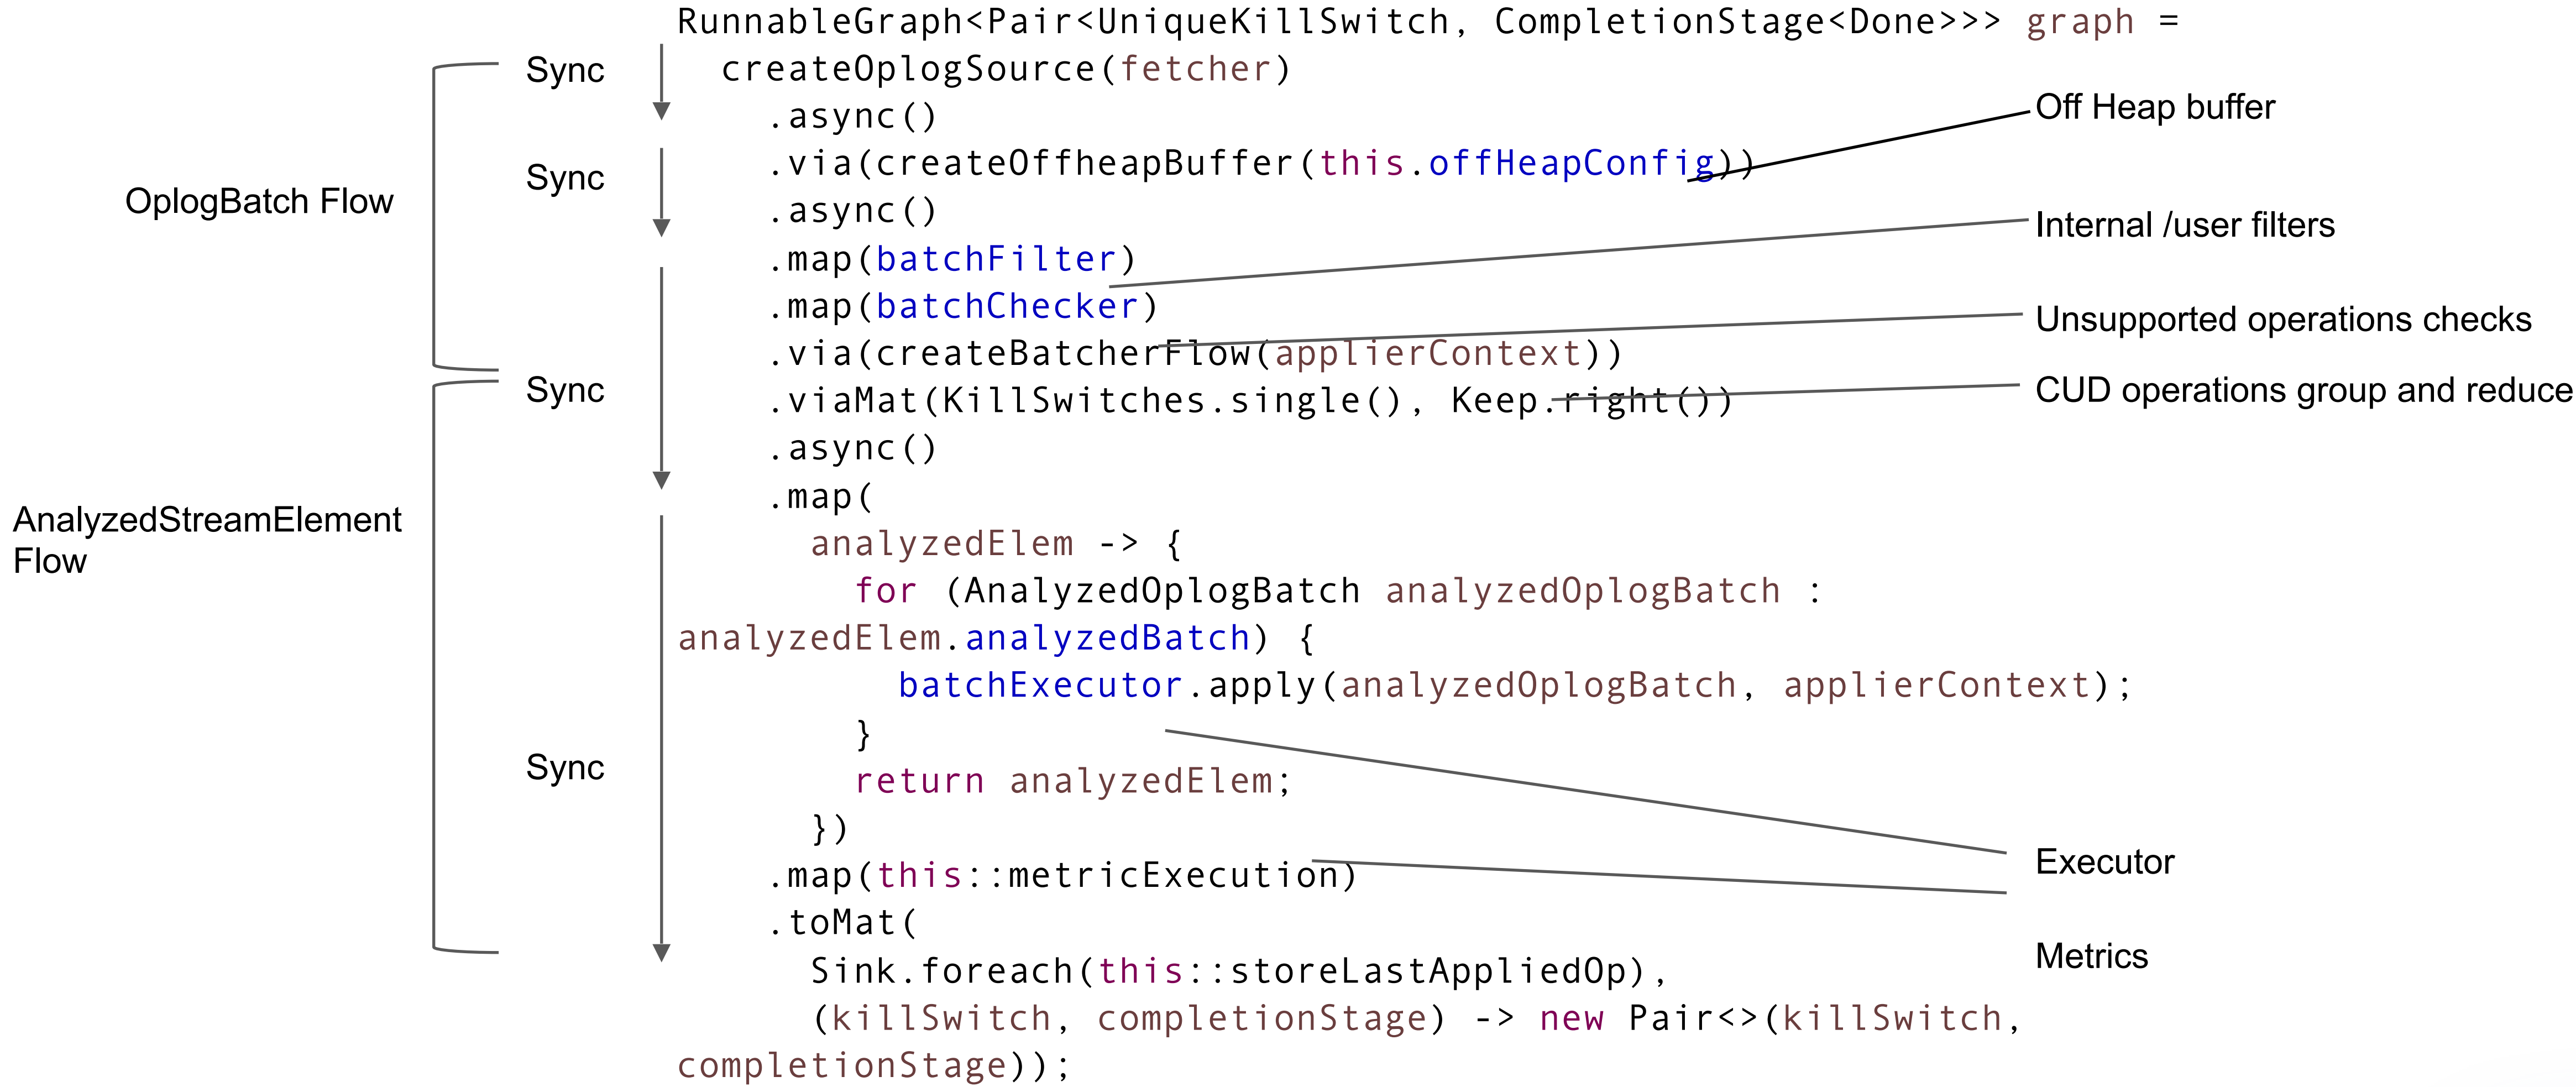 RunnableGraph<Pair<UniqueKillSwitch, CompletionStage<Done>>> graph =
createOplogSource(fetcher)
.async()
.via(createOffheapBuffer(this.offHeapConfig))
.async()
.map(batchFilter)
.map(batchChecker)
.via(createBatcherFlow(applierContext))
.viaMat(KillSwitches.single(), Keep.right())
.async()
.map(
analyzedElem -> {
for (AnalyzedOplogBatch analyzedOplogBatch :
analyzedElem.analyzedBatch) {
batchExecutor.apply(analyzedOplogBatch, applierContext);
}
return analyzedElem;
})
.map(this::metricExecution)
.toMat(
Sink.foreach(this::storeLastAppliedOp),
(killSwitch, completionStage) -> new Pair<>(killSwitch,
completionStage));
OplogBatch Flow
AnalyzedStreamElement
Flow
Sync
Sync
Sync
Sync
Off Heap buffer
Internal /user filters
Unsupported operations checks
CUD operations group and reduce
Executor
Metrics